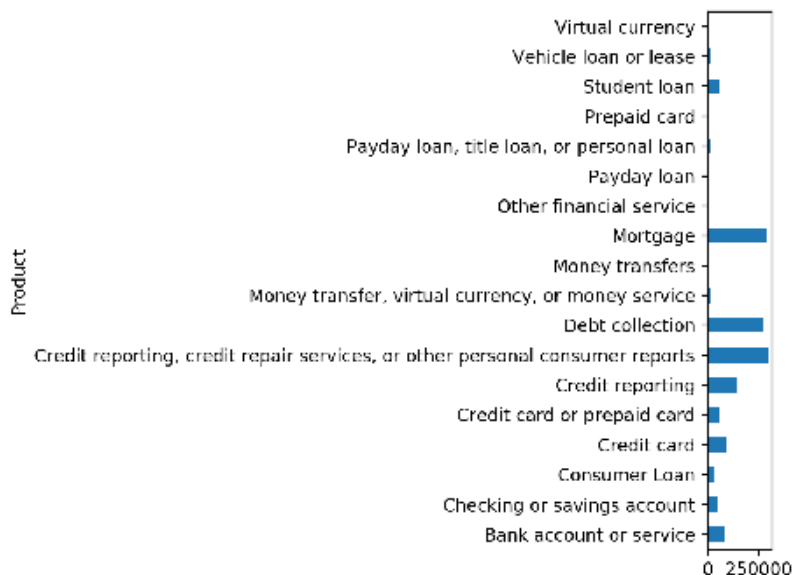 Virtual currency
Vehicle loan or lease
Student loan
Prepaid card
Payday loan, title loan, or personal loan
Payday loan
Other financial service
Mortgage
Product
Money transfers
Money transfer, virtual currency, or money service
Debt collection
Credit reporting, credit repair services, or other personal consumer reports
Credit reporting
Credit card or prepaid card
Credit card
Consumer Loan
Checking or savings account
Bank account or service
0 250000